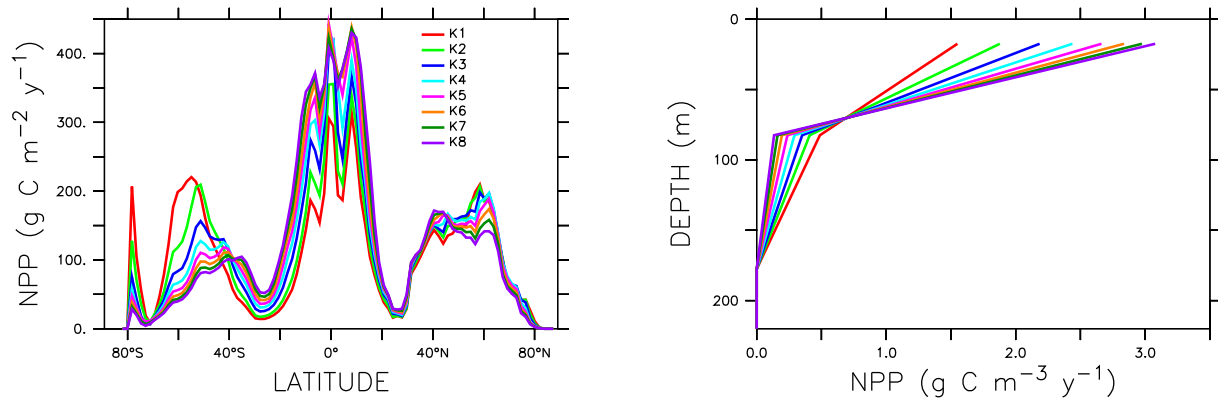 NPP (g C m⁻² y⁻¹)
400.
300.
200.
100.
0.
80°S 40°S 0° 40°N 80°N
LATITUDE
K1
K2
K3
K4
K5
K6
K7
K8
DEPTH (m)
0
100
200
0.0 1.0 2.0 3.0
NPP (g C m⁻³ y⁻¹)